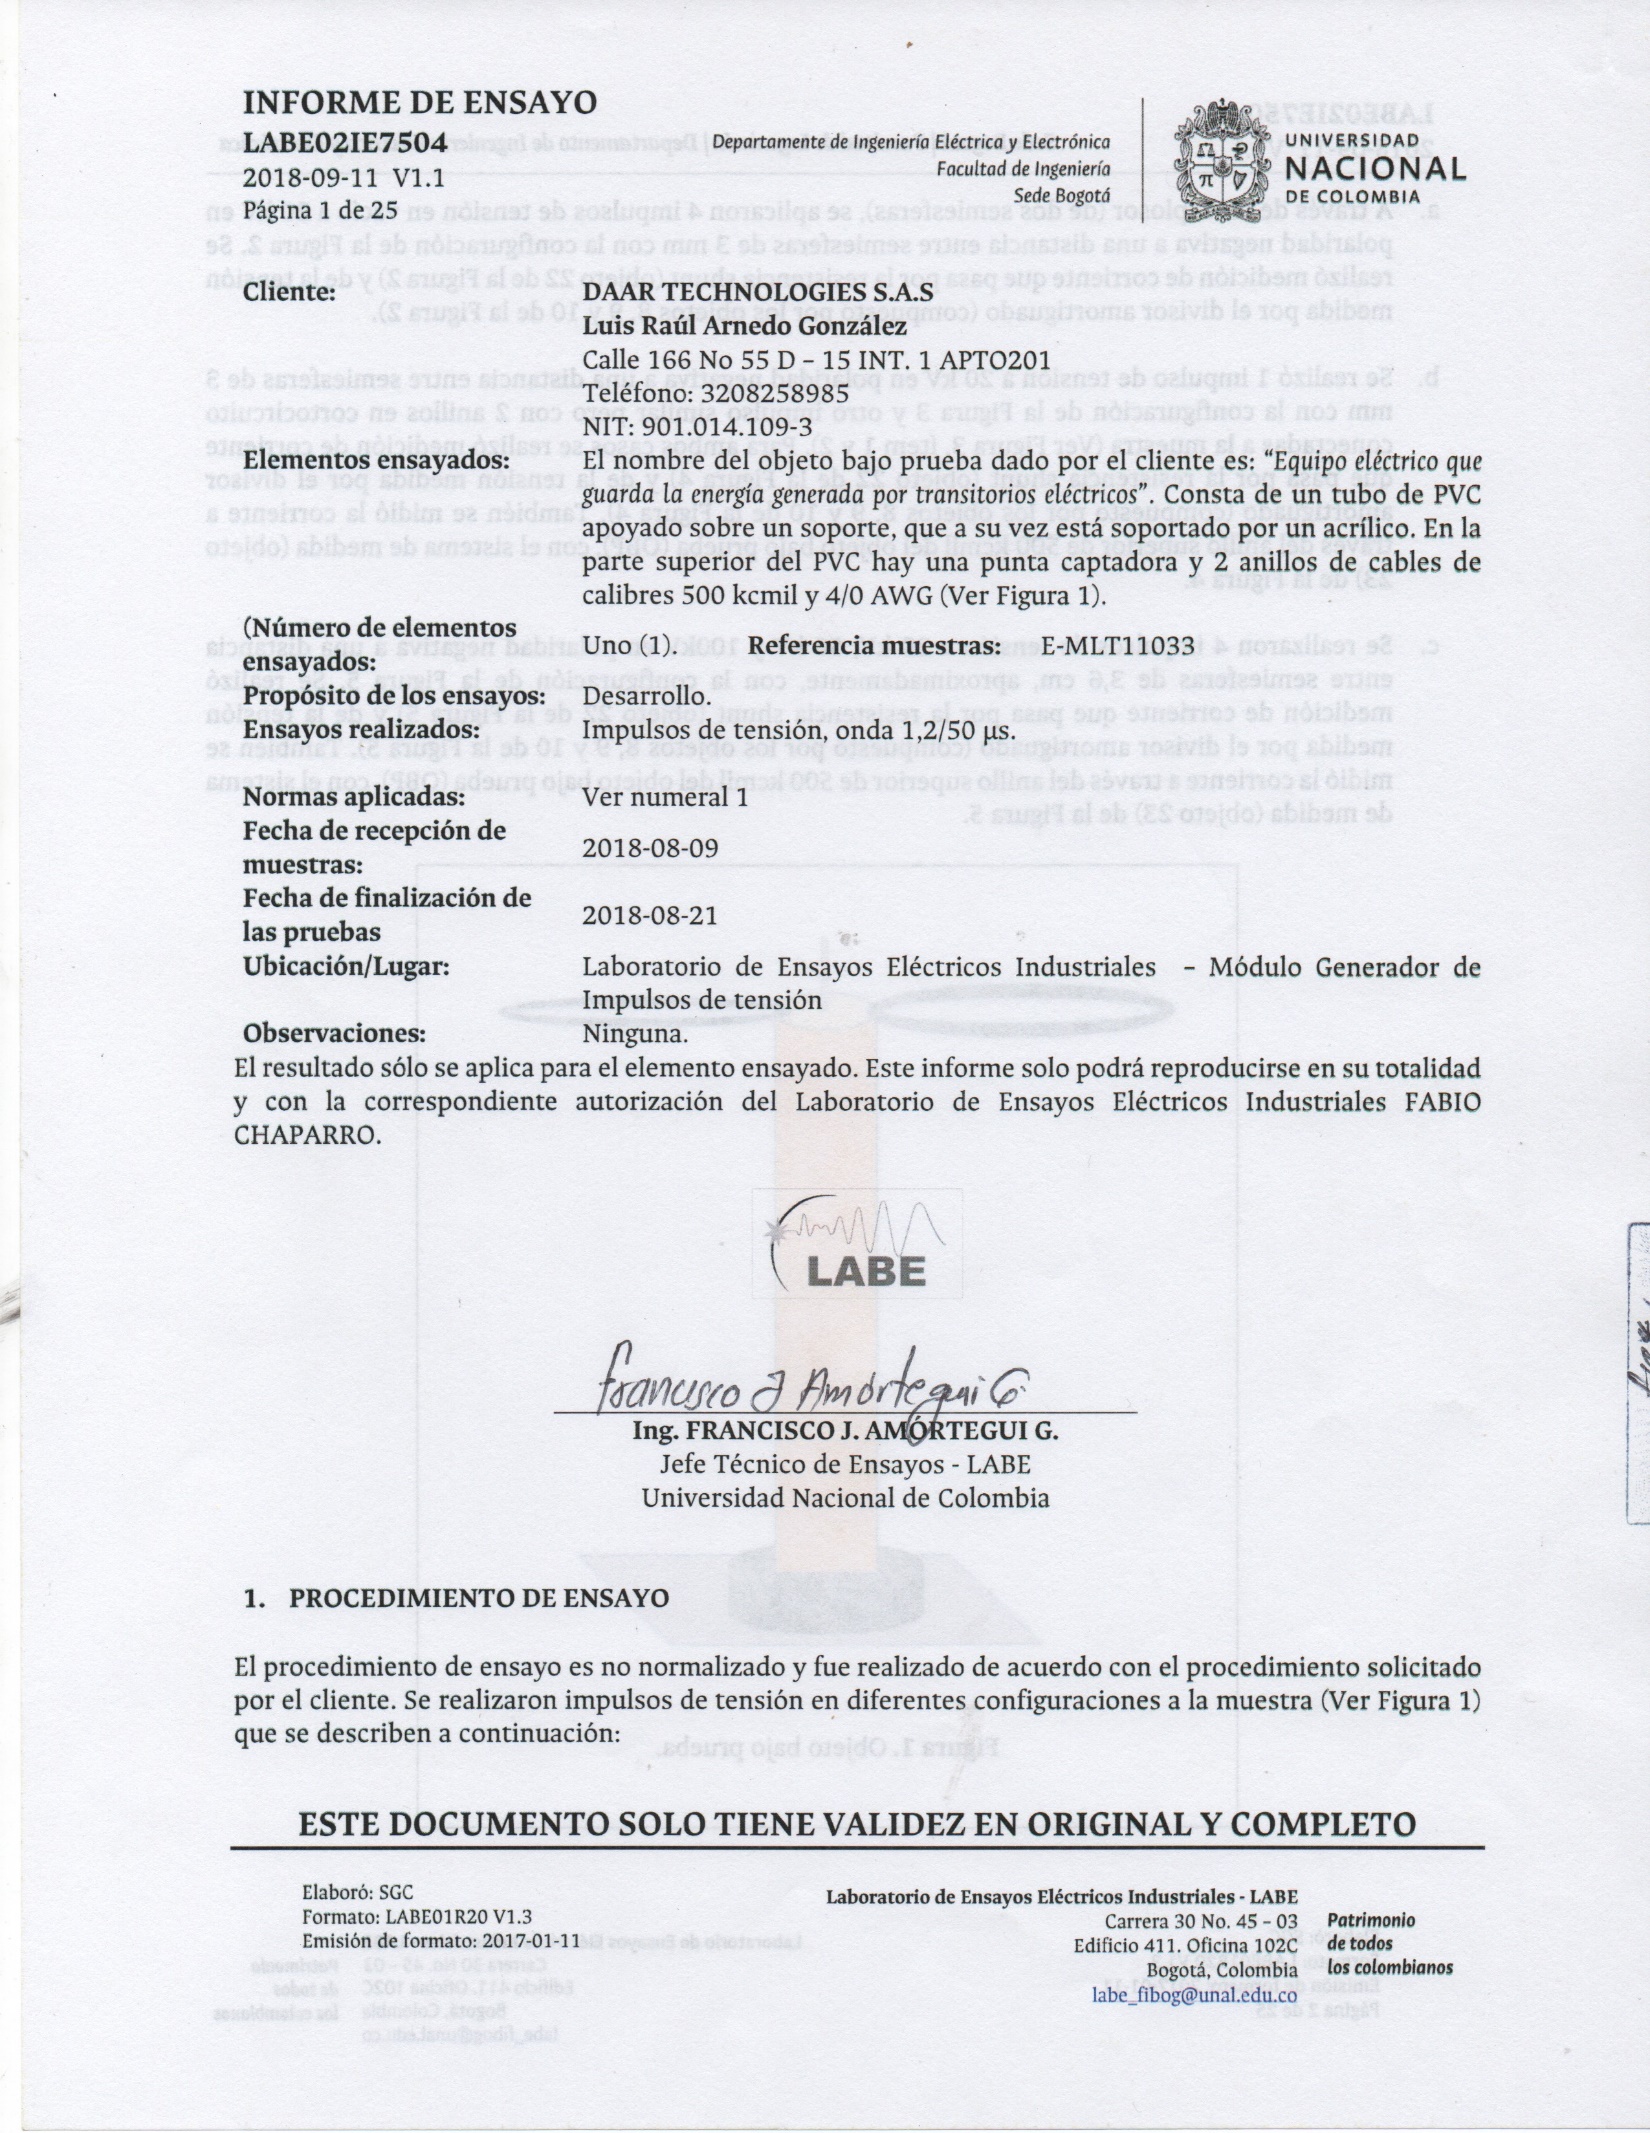 INFORME DE ENSAYO
LABE02IE7504
2018-09-11 V1.1
Página 1 de 25
Departamente de Ingeniería Eléctrica y Electrónica
Facultad de Ingeniería
Sede Bogotá
UNIVERSIDAD
NACIONAL
DE COLOMBIA
Cliente: DAAR TECHNOLOGIES S.A.S
Luis Raúl Arnedo González
Calle 166 No 55 D – 15 INT. 1 APTO201
Teléfono: 3208258985
NIT: 901.014.109-3
Elementos ensayados: El nombre del objeto bajo prueba dado por el cliente es: “Equipo eléctrico que
guarda la energía generada por transitorios eléctricos”. Consta de un tubo de PVC
apoyado sobre un soporte, que a su vez está soportado por un acrílico. En la
parte superior del PVC hay una punta captadora y 2 anillos de cables de
calibres 500 kcmil y 4/0 AWG (Ver Figura 1).
(Número de elementos
ensayados: Uno (1). Referencia muestras: E-MLT11033
Propósito de los ensayos: Desarrollo.
Ensayos realizados: Impulsos de tensión, onda 1,2/50 µs.
Normas aplicadas: Ver numeral 1
Fecha de recepción de
muestras: 2018-08-09
Fecha de finalización de
las pruebas 2018-08-21
Ubicación/Lugar: Laboratorio de Ensayos Eléctricos Industriales – Módulo Generador de
Impulsos de tensión
Observaciones: Ninguna.
El resultado sólo se aplica para el elemento ensayado. Este informe solo podrá reproducirse en su totalidad
y con la correspondiente autorización del Laboratorio de Ensayos Eléctricos Industriales FABIO
CHAPARRO.
LABE
Francisco J Amórtegui G.
Ing. FRANCISCO J. AMÓRTEGUI G.
Jefe Técnico de Ensayos - LABE
Universidad Nacional de Colombia
1. PROCEDIMIENTO DE ENSAYO
El procedimiento de ensayo es no normalizado y fue realizado de acuerdo con el procedimiento solicitado
por el cliente. Se realizaron impulsos de tensión en diferentes configuraciones a la muestra (Ver Figura 1)
que se describen a continuación:
ESTE DOCUMENTO SOLO TIENE VALIDEZ EN ORIGINAL Y COMPLETO
Elaboró: SGC
Formato: LABE01R20 V1.3
Emisión de formato: 2017-01-11
Laboratorio de Ensayos Eléctricos Industriales - LABE
Carrera 30 No. 45 – 03
Edificio 411. Oficina 102C
Bogotá, Colombia
labe_fibog@unal.edu.co
Patrimonio
de todos
los colombianos